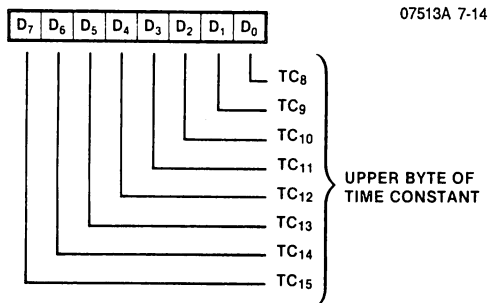 07513A 7-14
D7 D6 D5 D4 D3 D2 D1 D0
TC8
TC9
TC10
TC11
TC12
TC13
TC14
TC15
UPPER BYTE OF
TIME CONSTANT